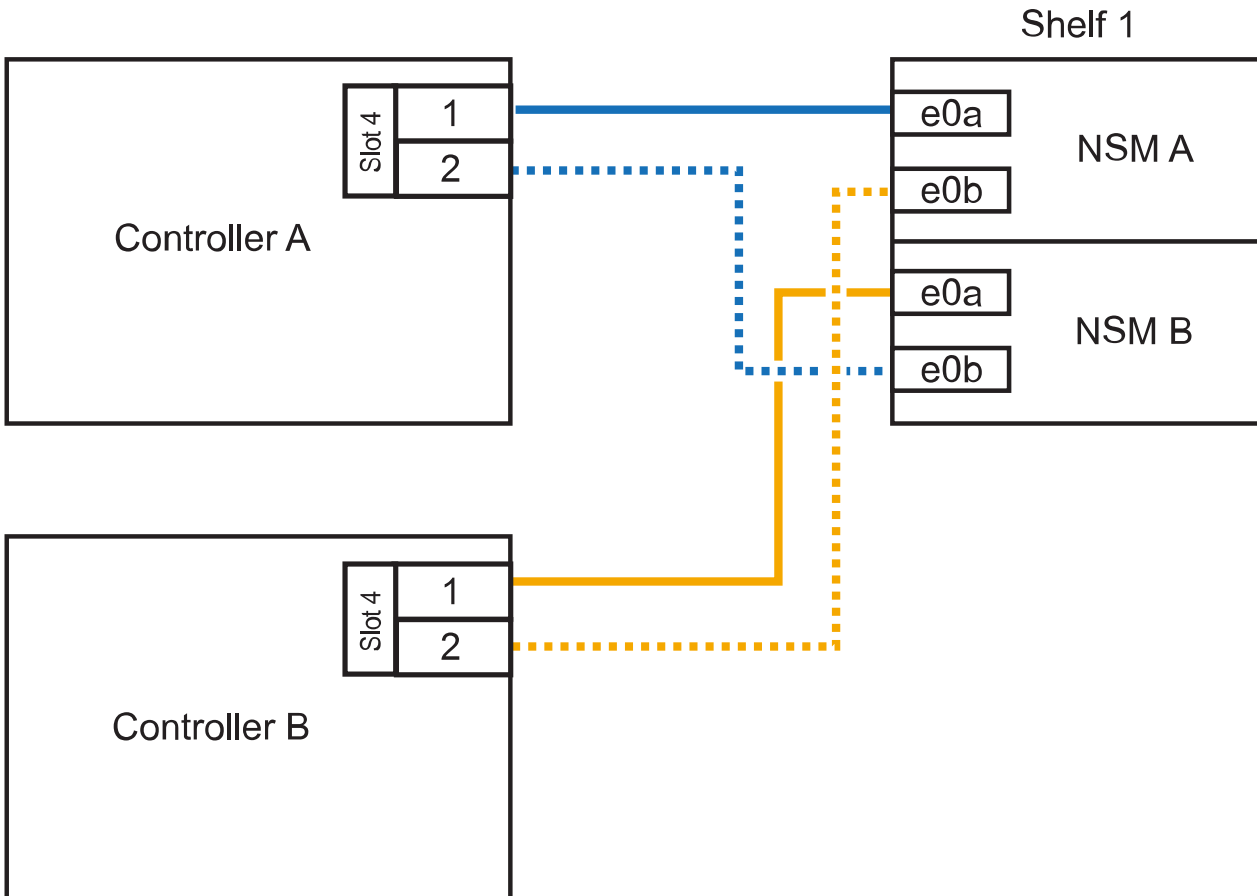 Shelf 1
Slot 4
1
2
Controller A
e0a
e0b
NSM A
e0a
e0b
NSM B
Slot 4
1
2
Controller B